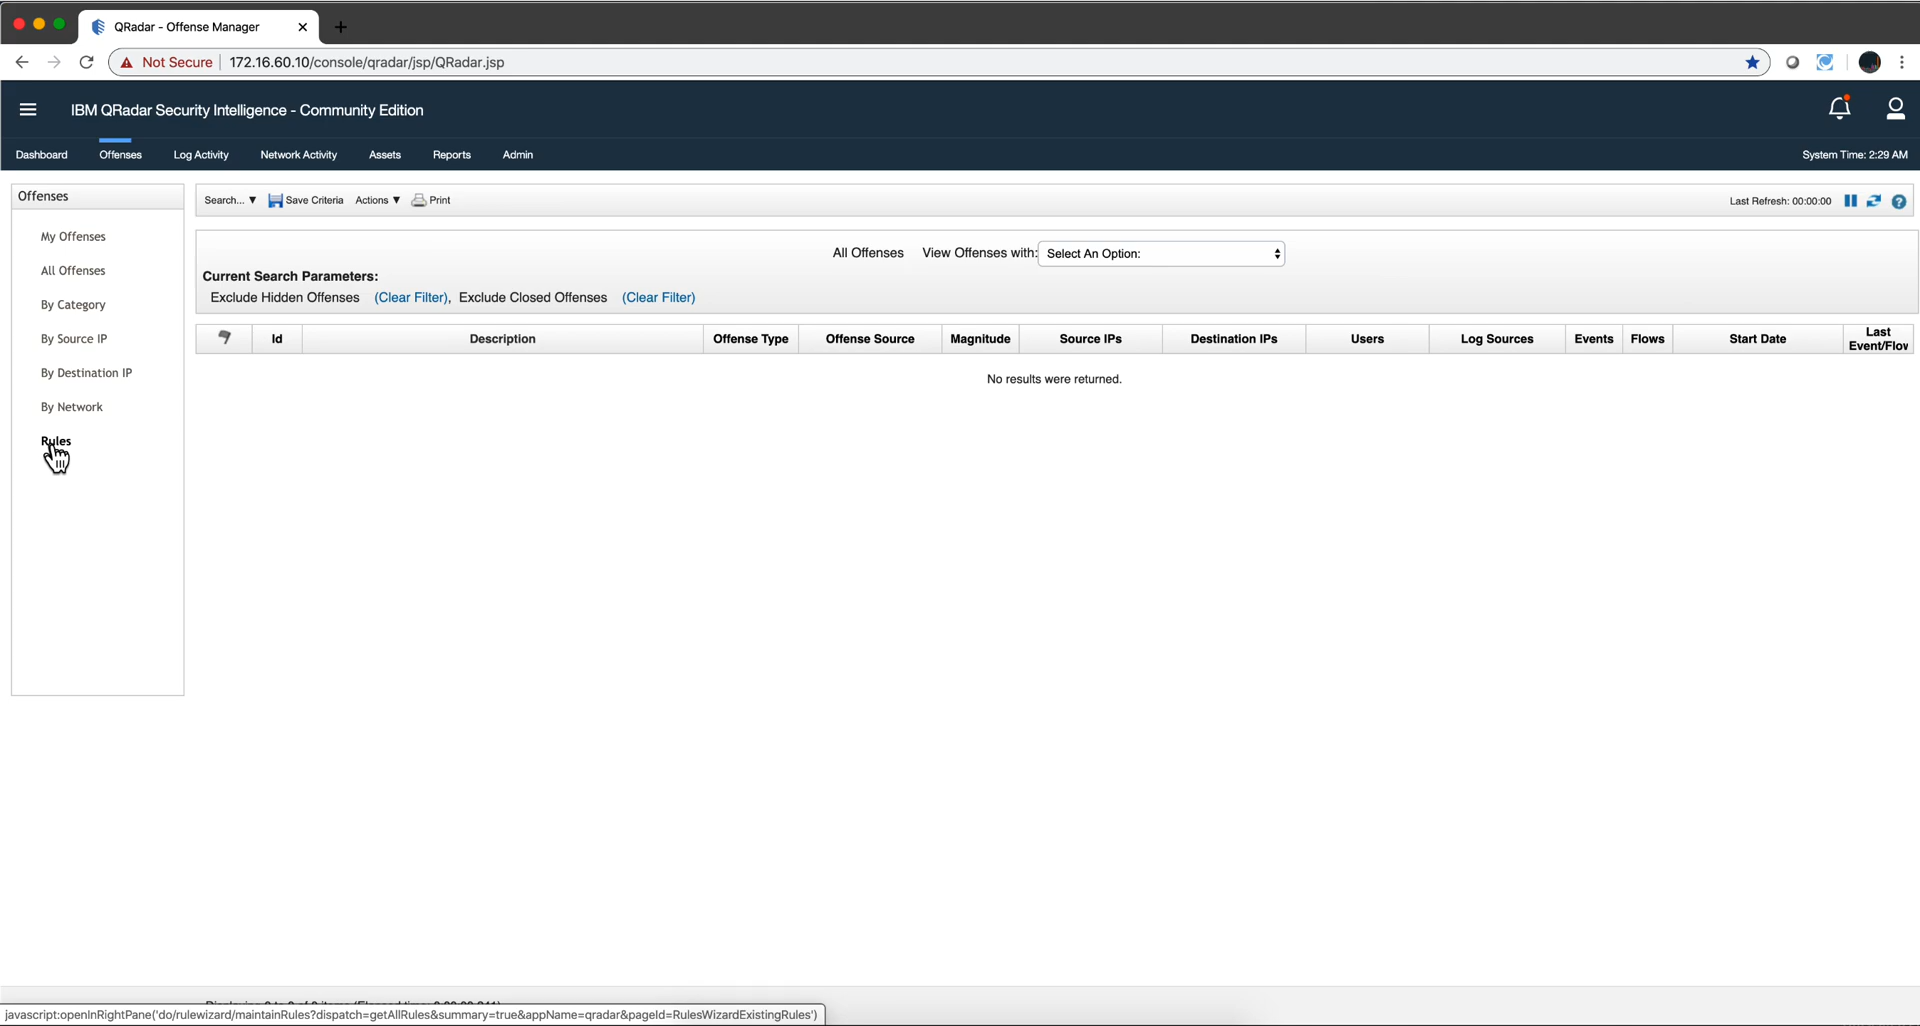 QRadar - Offense Manager
Not Secure 172.16.60.10/console/qradar/jsp/QRadar.jsp
IBM QRadar Security Intelligence - Community Edition
Dashboard Offenses Log Activity Network Activity Assets Reports Admin System Time: 2:29 AM
Offenses
My Offenses
All Offenses
By Category
By Source IP
By Destination IP
By Network
Rules
Search... ▼ Save Criteria Actions ▼ Print Last Refresh: 00:00:00
All Offenses View Offenses with: Select An Option:
Current Search Parameters:
Exclude Hidden Offenses (Clear Filter), Exclude Closed Offenses (Clear Filter)
Id Description Offense Type Offense Source Magnitude Source IPs Destination IPs Users Log Sources Events Flows Start Date Last Event/Flow
No results were returned.
javascript:openInRightPane('do/rulewizard/maintainRules?dispatch=getAllRules&summary=true&appName=qradar&pageId=RulesWizardExistingRules')